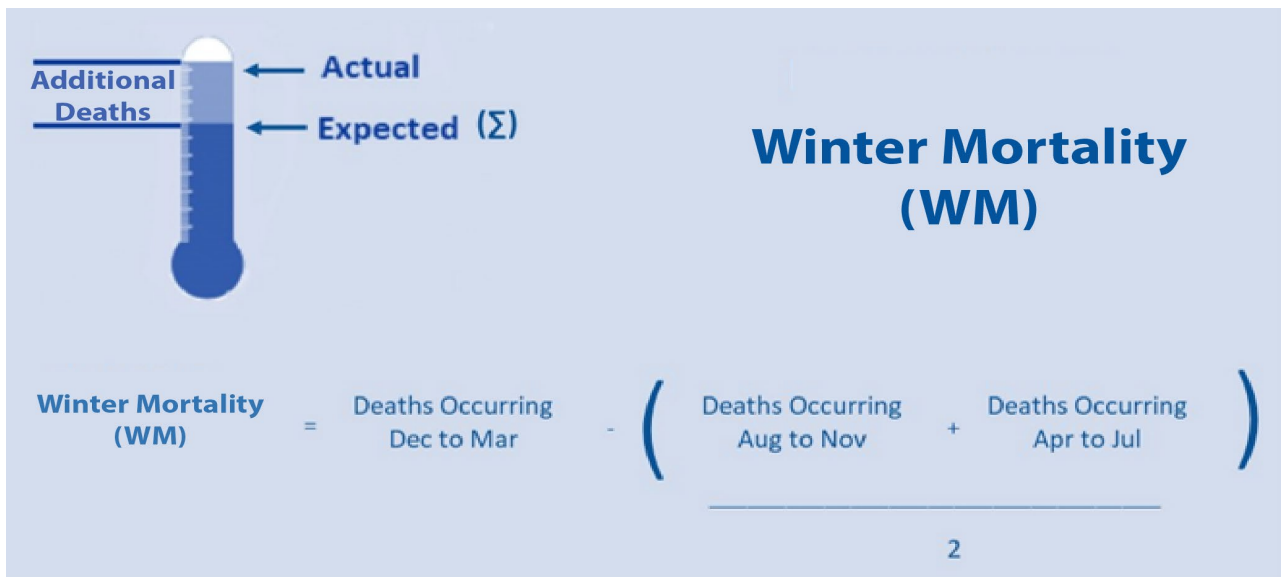 Additional
Deaths
Actual
Expected (Σ)
Winter Mortality
(WM)
Winter Mortality
(WM)
=
Deaths Occurring
Dec to Mar
-
(
Deaths Occurring
Aug to Nov
+
Deaths Occurring
Apr to Jul
)
2